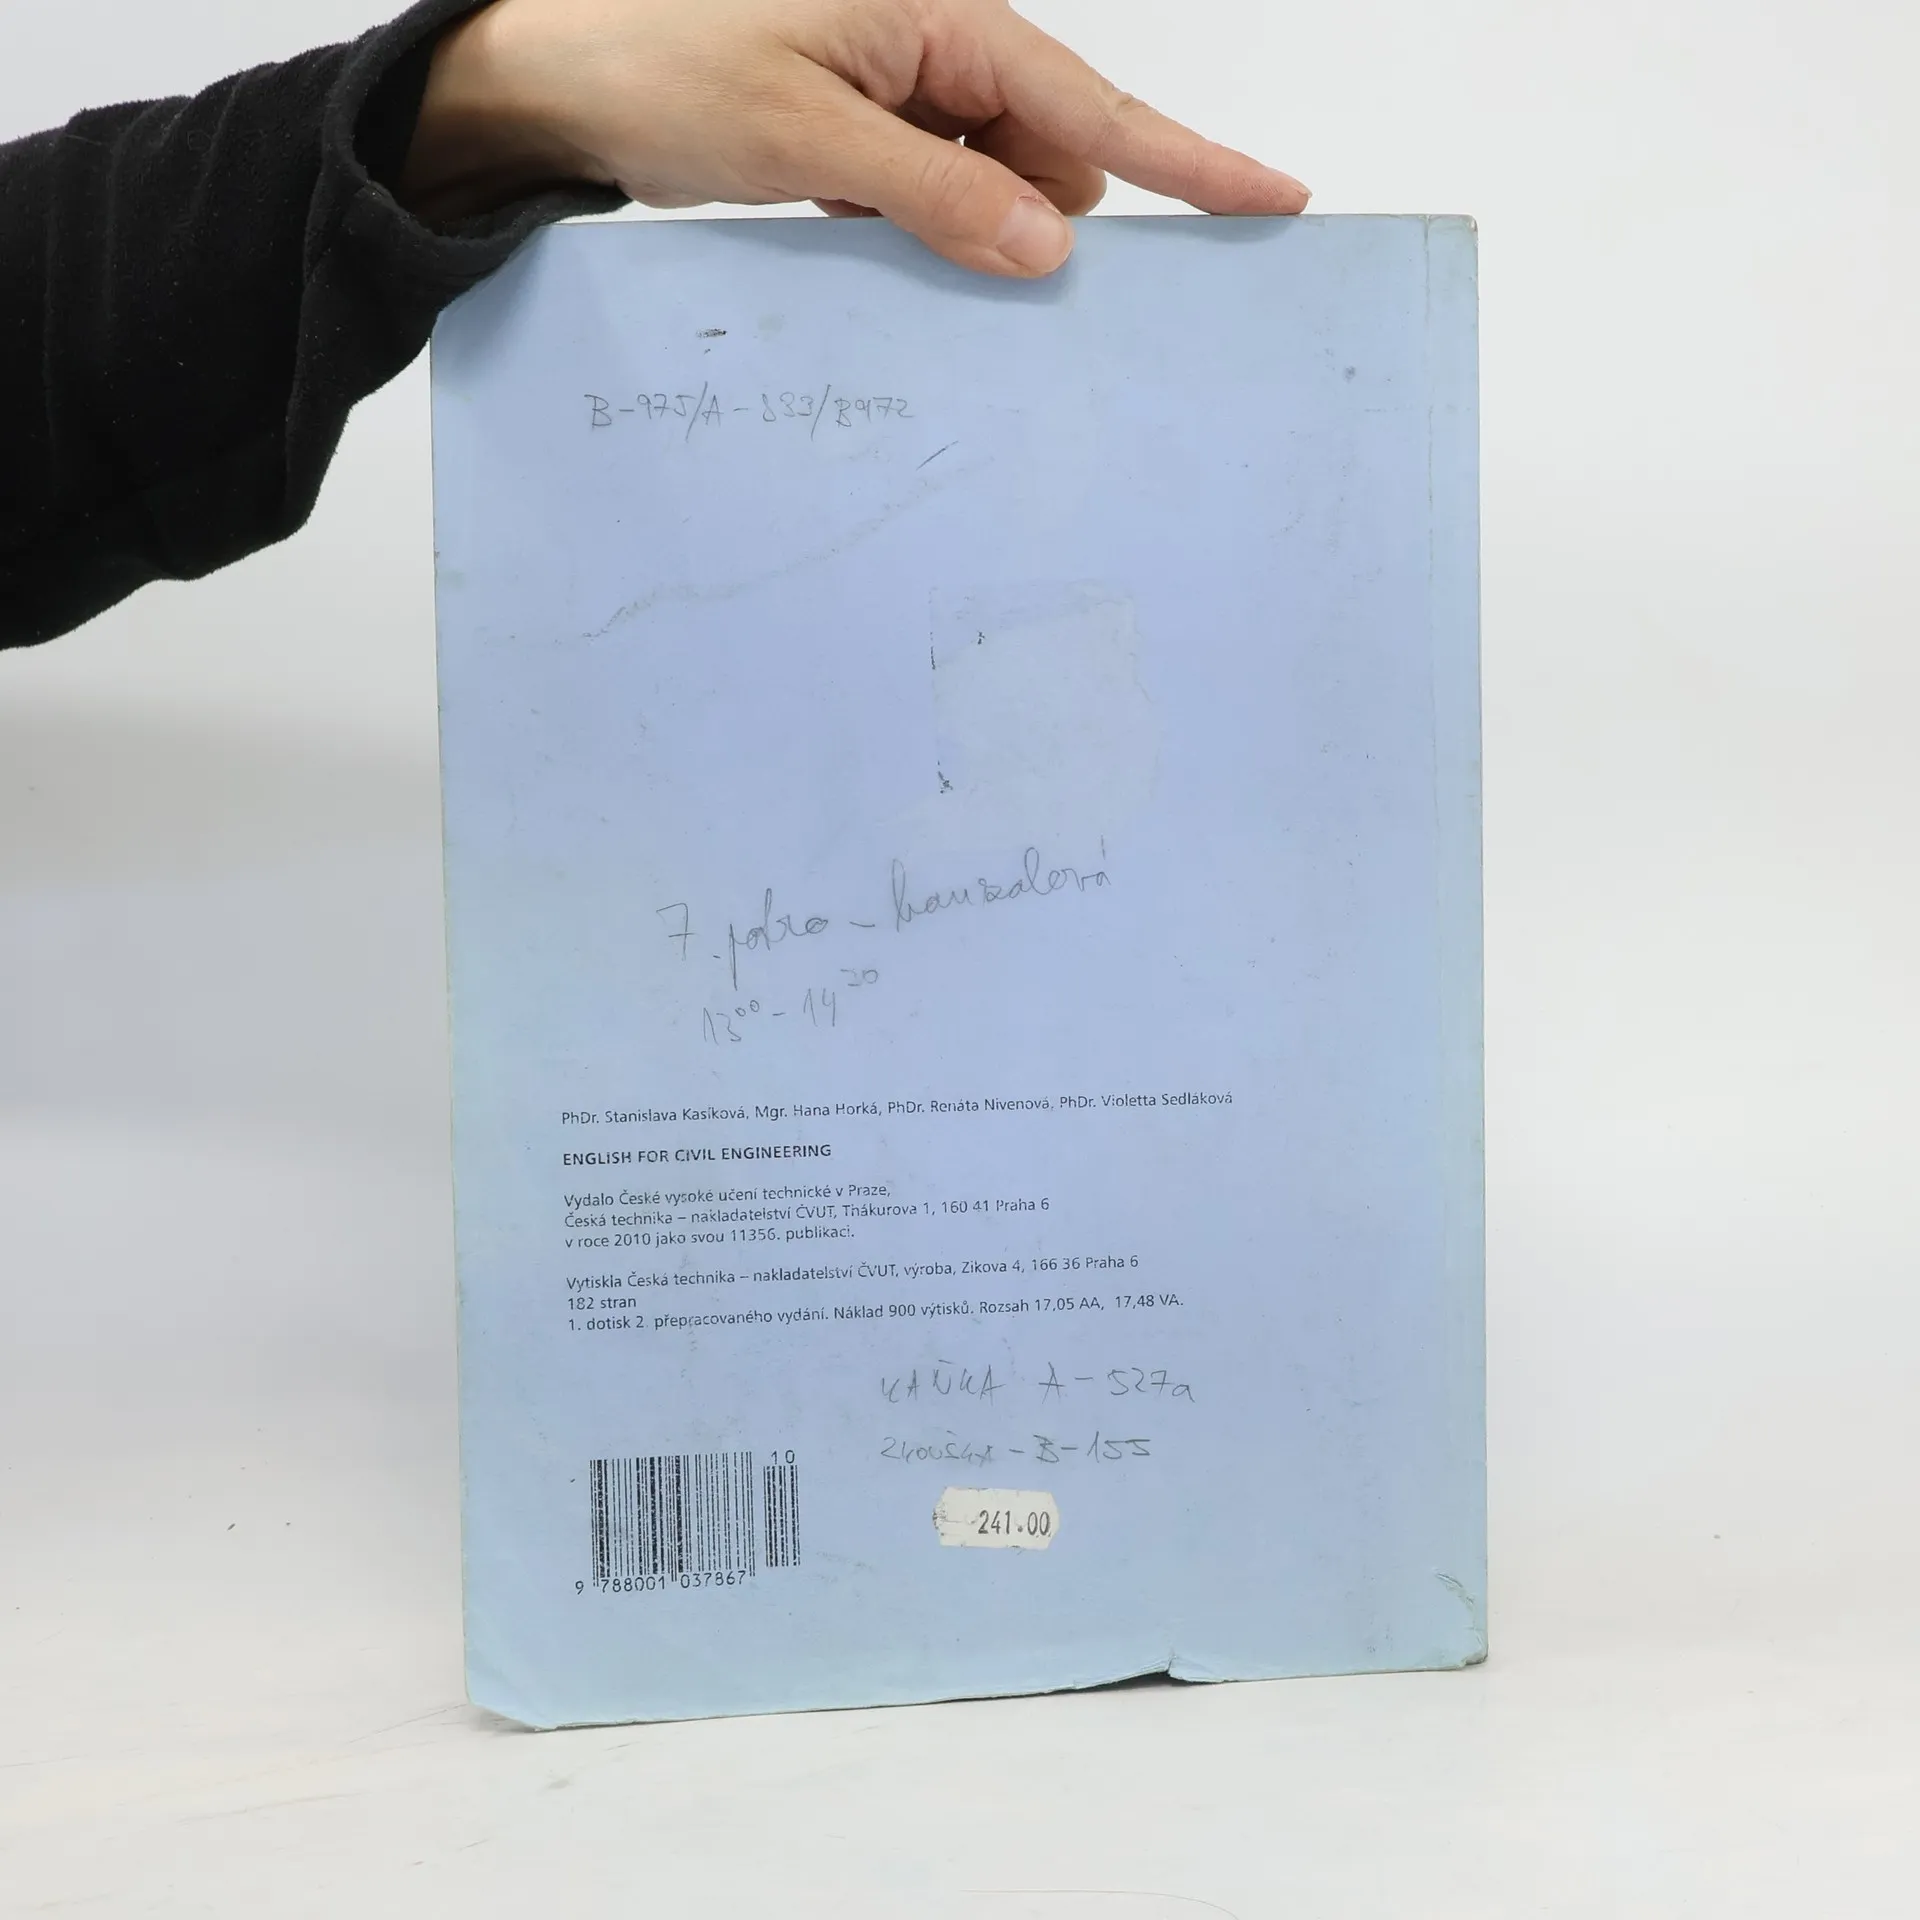 B-975/A-833/B972
7. patro - hanzalová
13⁰⁰ - 14²⁰
PhDr. Stanislava Kasíková, Mgr. Hana Horká, PhDr. Renáta Nivenová, PhDr. Violetta Sedláková
ENGLISH FOR CIVIL ENGINEERING
Vydalo České vysoké učení technické v Praze,
Česká technika – nakladatelství ČVUT, Thákurova 1, 160 41 Praha 6
v roce 2010 jako svou 11356. publikaci.
Vytiskla Česká technika – nakladatelství ČVUT, výroba, Zikova 4, 166 36 Praha 6
182 stran
1. dotisk 2. přepracovaného vydání. Náklad 900 výtisků. Rozsah 17,05 AA, 17,48 VA.
KAŇKA A-527a
ZKOUŠKA-B-155
10
241.00
9 788001 037867